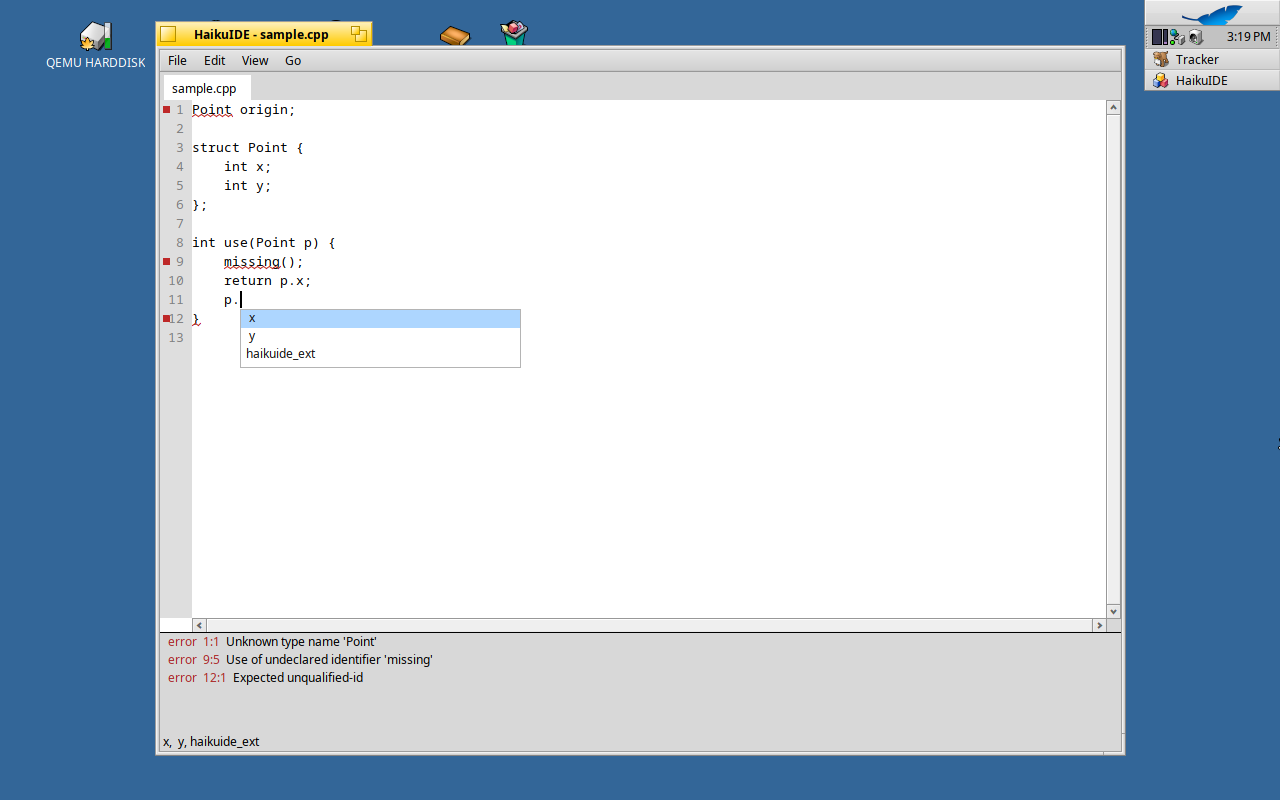 QEMU HARDDISK
HaikuIDE - sample.cpp
3:19 PM
Tracker
HaikuIDE
File Edit View Go
sample.cpp
1 Point origin;
2
3 struct Point {
4     int x;
5     int y;
6 };
7
8 int use(Point p) {
9     missing();
10     return p.x;
11     p.
12 }
13
x
y
haikuide_ext
error 1:1 Unknown type name 'Point'
error 9:5 Use of undeclared identifier 'missing'
error 12:1 Expected unqualified-id
x, y, haikuide_ext